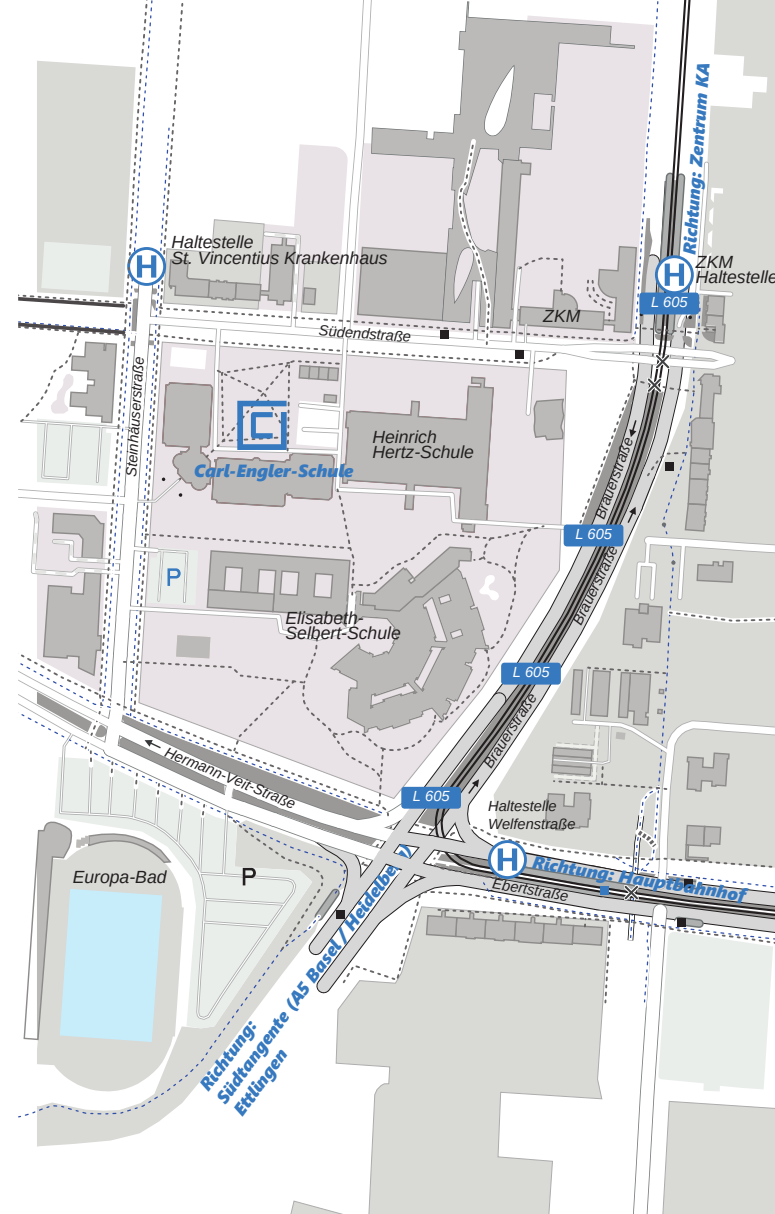 Richtung: Zentrum KA
Haltestelle
St. Vincentius Krankenhaus
H
H
ZKM
Haltestelle
L 605
ZKM
Südendstraße
Steinhäuserstraße
Heinrich
Hertz-Schule
Carl-Engler-Schule
Brauerstraße
L 605
Brauerstraße
P
Elisabeth-
Selbert-Schule
L 605
Brauerstraße
Hermann-Veit-Straße
L 605
Haltestelle
Welfenstraße
H
Richtung: Hauptbahnhof
Ebertstraße
Europa-Bad
P
Richtung:
Südtangente (A5 Basel / Heidelberg)
Ettlingen